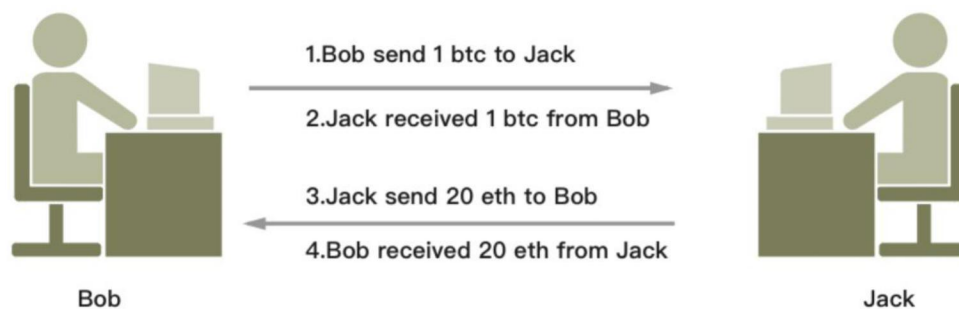 1.Bob send 1 btc to Jack
2.Jack received 1 btc from Bob
3.Jack send 20 eth to Bob
4.Bob received 20 eth from Jack
Bob
Jack